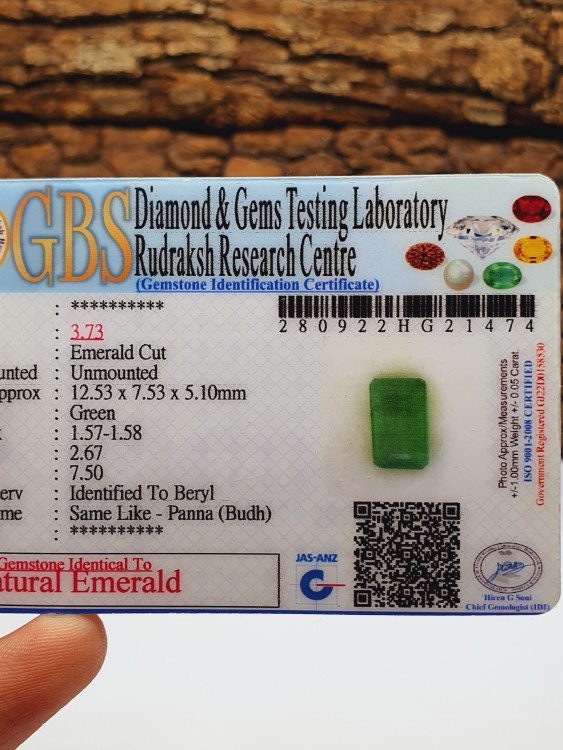 GBS
Diamond & Gems Testing Laboratory
Rudraksh Research Centre
(Gemstone Identification Certificate)
: **********
: 3.73
: Emerald Cut
unted : Unmounted
pprox : 12.53 x 7.53 x 5.10mm
: Green
: 1.57-1.58
: 2.67
: 7.50
erv : Identified To Beryl
me : Same Like - Panna (Budh)
: **********
Gemstone Identical To
atural Emerald
280922HG21474
Photo Approx/Measurements
+/-1.00mm Weight +/- 0.05 Carat
ISO 9001-2008 CERTIFIED
Government Registered GJ22D0158530
JAS-ANZ
Hiren G Soni
Chief Gemologist (IDI)